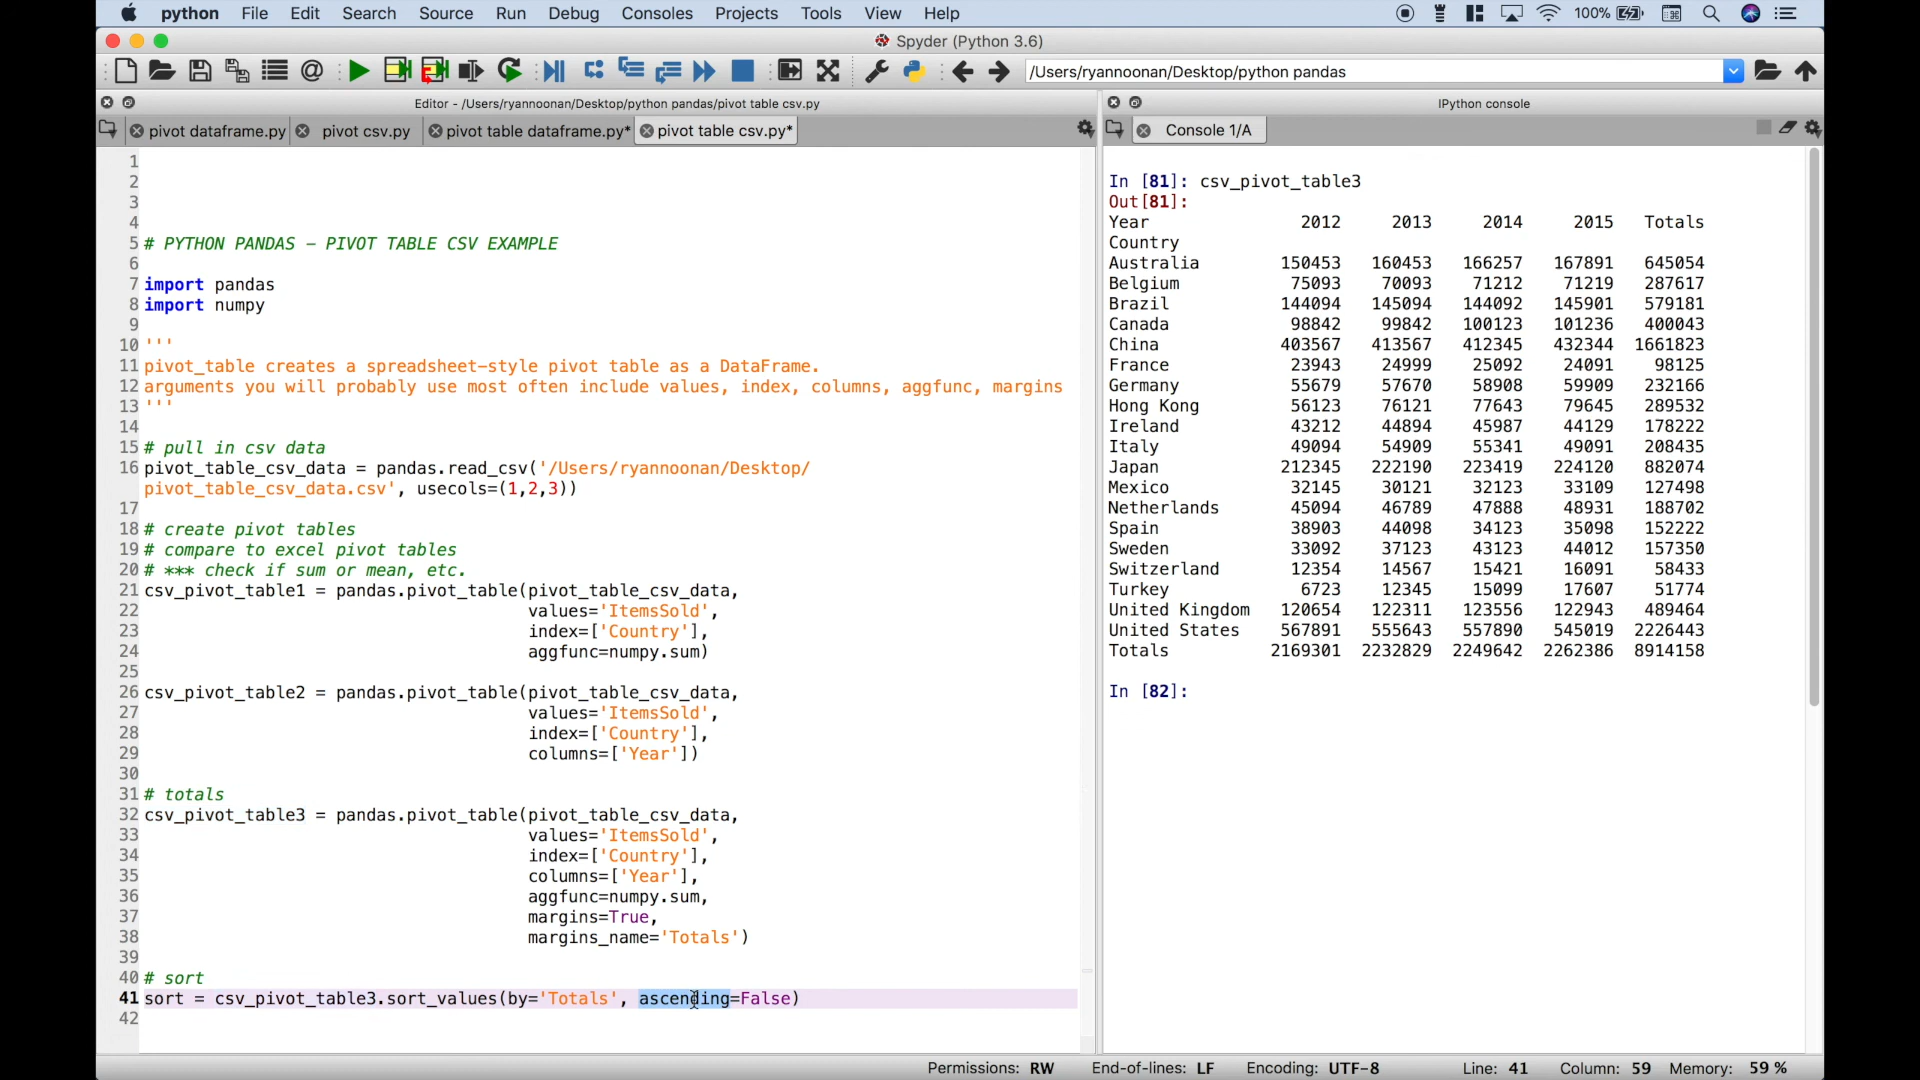 python File Edit Search Source Run Debug Consoles Projects Tools View Help 100%
Spyder (Python 3.6)
/Users/ryannoonan/Desktop/python pandas
Editor - /Users/ryannoonan/Desktop/python pandas/pivot table csv.py
IPython console
pivot dataframe.py pivot csv.py pivot table dataframe.py* pivot table csv.py*
Console 1/A
1
2
3
4
5 # PYTHON PANDAS - PIVOT TABLE CSV EXAMPLE
6
7 import pandas
8 import numpy
9
10 '''
11 pivot_table creates a spreadsheet-style pivot table as a DataFrame.
12 arguments you will probably use most often include values, index, columns, aggfunc, margins
13 '''
14
15 # pull in csv data
16 pivot_table_csv_data = pandas.read_csv('/Users/ryannoonan/Desktop/
pivot_table_csv_data.csv', usecols=(1,2,3))
17
18 # create pivot tables
19 # compare to excel pivot tables
20 # *** check if sum or mean, etc.
21 csv_pivot_table1 = pandas.pivot_table(pivot_table_csv_data,
22 values='ItemsSold',
23 index=['Country'],
24 aggfunc=numpy.sum)
25
26 csv_pivot_table2 = pandas.pivot_table(pivot_table_csv_data,
27 values='ItemsSold',
28 index=['Country'],
29 columns=['Year'])
30
31 # totals
32 csv_pivot_table3 = pandas.pivot_table(pivot_table_csv_data,
33 values='ItemsSold',
34 index=['Country'],
35 columns=['Year'],
36 aggfunc=numpy.sum,
37 margins=True,
38 margins_name='Totals')
39
40 # sort
41 sort = csv_pivot_table3.sort_values(by='Totals', ascending=False)
42
In [81]: csv_pivot_table3
Out[81]:
Year 2012 2013 2014 2015 Totals
Country
Australia 150453 160453 166257 167891 645054
Belgium 75093 70093 71212 71219 287617
Brazil 144094 145094 144092 145901 579181
Canada 98842 99842 100123 101236 400043
China 403567 413567 412345 432344 1661823
France 23943 24999 25092 24091 98125
Germany 55679 57670 58908 59909 232166
Hong Kong 56123 76121 77643 79645 289532
Ireland 43212 44894 45987 44129 178222
Italy 49094 54909 55341 49091 208435
Japan 212345 222190 223419 224120 882074
Mexico 32145 30121 32123 33109 127498
Netherlands 45094 46789 47888 48931 188702
Spain 38903 44098 34123 35098 152222
Sweden 33092 37123 43123 44012 157350
Switzerland 12354 14567 15421 16091 58433
Turkey 6723 12345 15099 17607 51774
United Kingdom 120654 122311 123556 122943 489464
United States 567891 555643 557890 545019 2226443
Totals 2169301 2232829 2249642 2262386 8914158
In [82]:
Permissions: RW End-of-lines: LF Encoding: UTF-8 Line: 41 Column: 59 Memory: 59 %